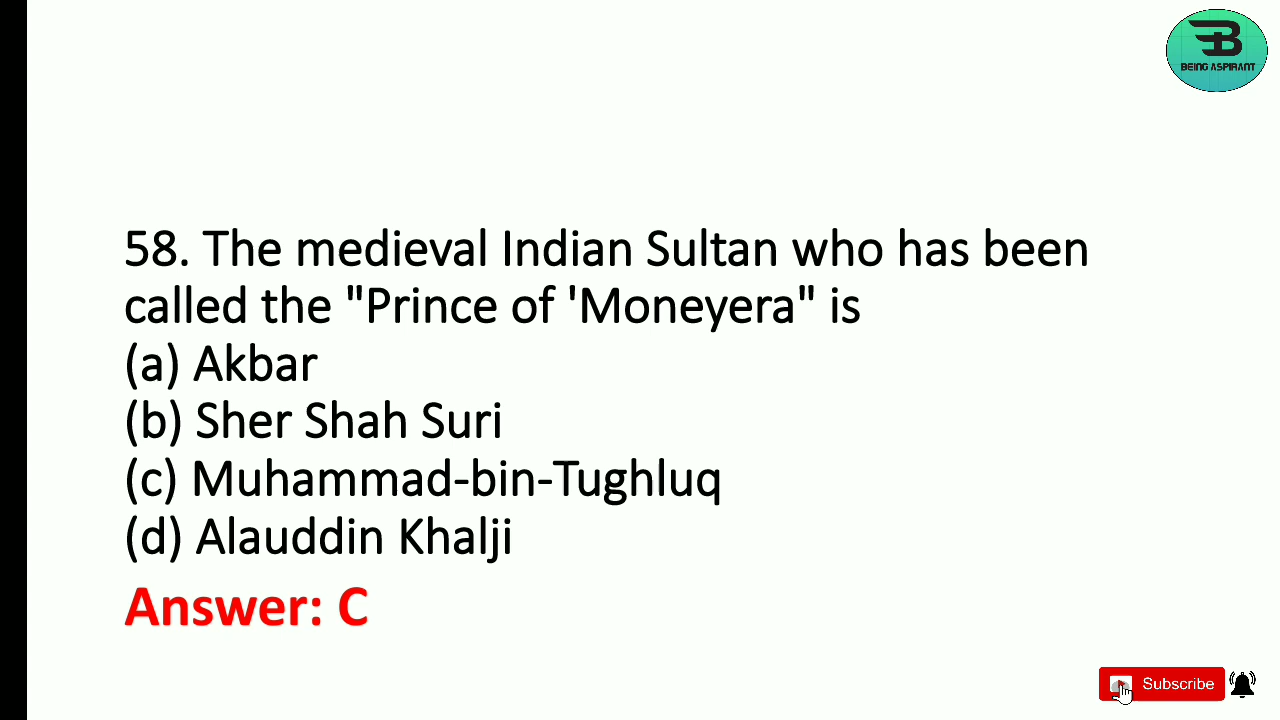 BEING ASPIRANT
58. The medieval Indian Sultan who has been
called the "Prince of 'Moneyera" is
(a) Akbar
(b) Sher Shah Suri
(c) Muhammad-bin-Tughluq
(d) Alauddin Khalji
Answer: C
Subscribe